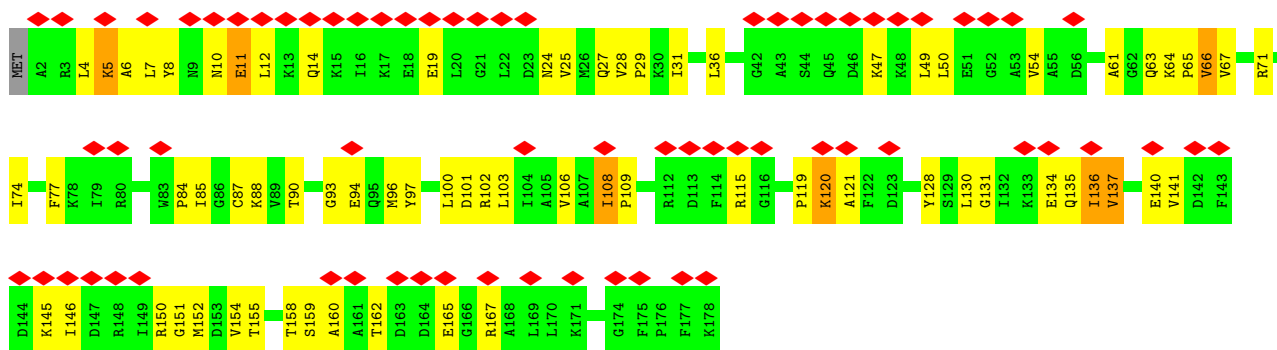 MET A2 R3 L4 K5 A6 L7 Y8 N9 N10 E11 L12 K13 Q14 K15 I16 K17 E18 E19 L20 G21 L22 D23 N24 V25 M26 Q27 V28 P29 K30 I31 L36 G42 A43 S44 Q45 D46 K47 K48 L49 L50 E51 G52 A53 V54 A55 D56 A61 G62 Q63 K64 P65 V66 V67 R71
I74 F77 K78 I79 R80 W83 P84 I85 G86 C87 K88 V89 T90 G93 E94 Q95 M96 Y97 L100 D101 R102 L103 I104 A105 V106 A107 I108 P109 R112 D113 F114 R115 G116 P119 K120 A121 F122 D123 Y128 S129 L130 G131 I132 K133 E134 Q135 I136 V137 E140 V141 D142 F143
D144 K145 I146 D147 R148 I149 R150 G151 M152 D153 V154 T155 T158 S159 A160 A161 T162 D163 D164 E165 G166 R167 A168 L169 L170 K171 G174 F175 P176 F177 K178